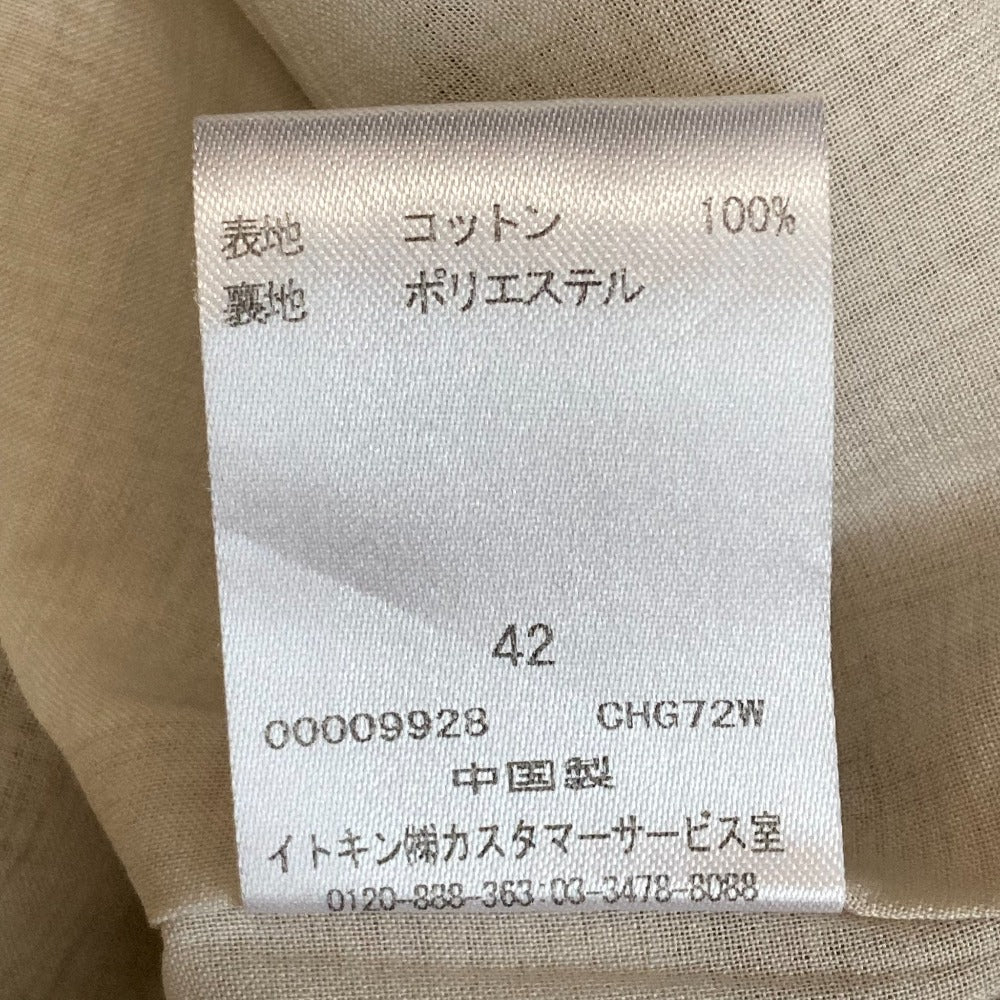 表地 コットン 100%
裏地 ポリエステル
42
00009928 CHG72W
中国製
イトキン㈱カスタマーサービス室
0120-888-363:03-3478-8088